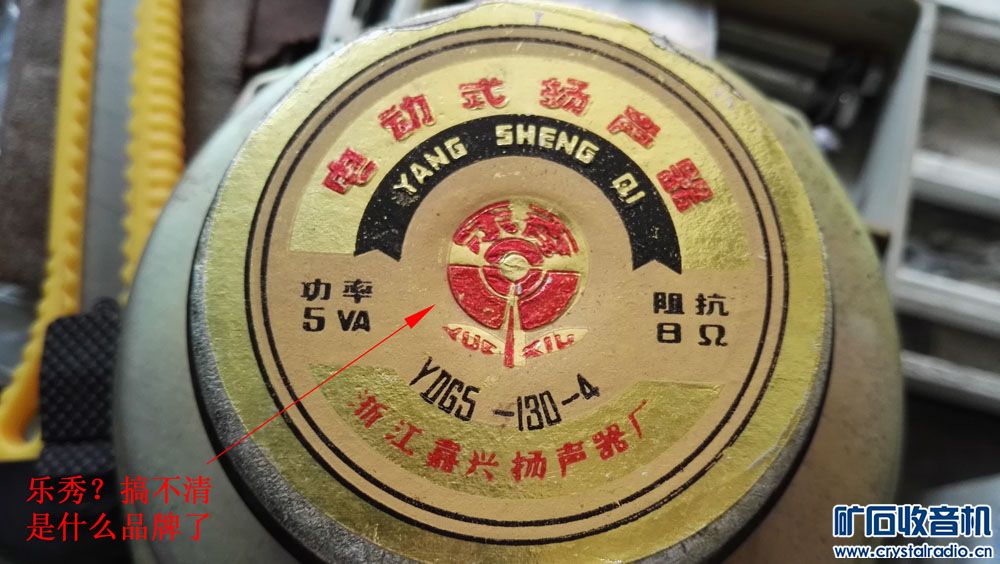 电动式扬声器
YANG SHENG QI
功率
5 VA
阻抗
8 Ω
YUE XIU
YDG5 -130-4
浙江嘉兴扬声器厂
乐秀？搞不清
是什么品牌了
矿石收音机
www.crystalradio.cn